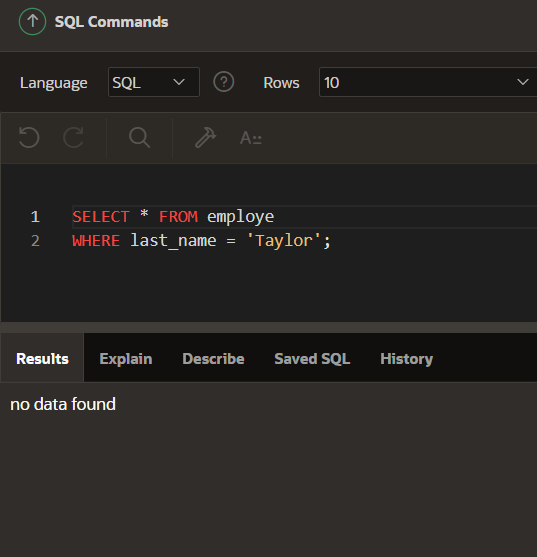 SQL Commands
Language SQL Rows 10
A
1 SELECT * FROM employe
2 WHERE last_name = 'Taylor';
Results Explain Describe Saved SQL History
no data found